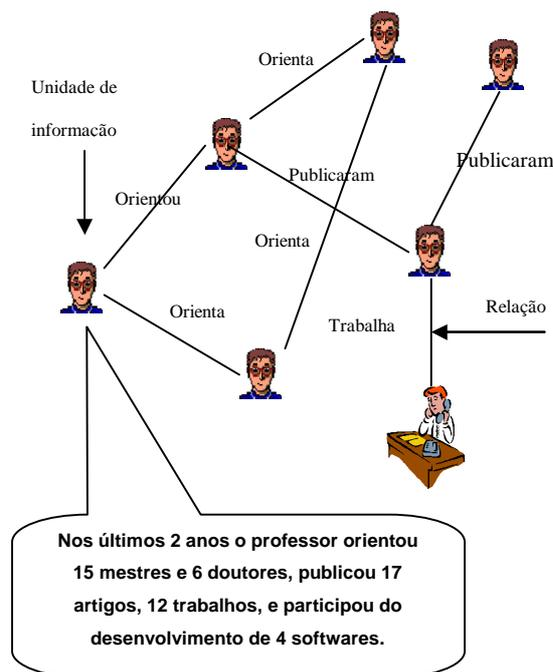 Orienta
Unidade de
informacão
Publicaram
Publicaram
Orientou
Orienta
Relação
Orienta
Trabalha
Nos últimos 2 anos o professor orientou
15 mestres e 6 doutores, publicou 17
artigos, 12 trabalhos, e participou do
desenvolvimento de 4 softwares.